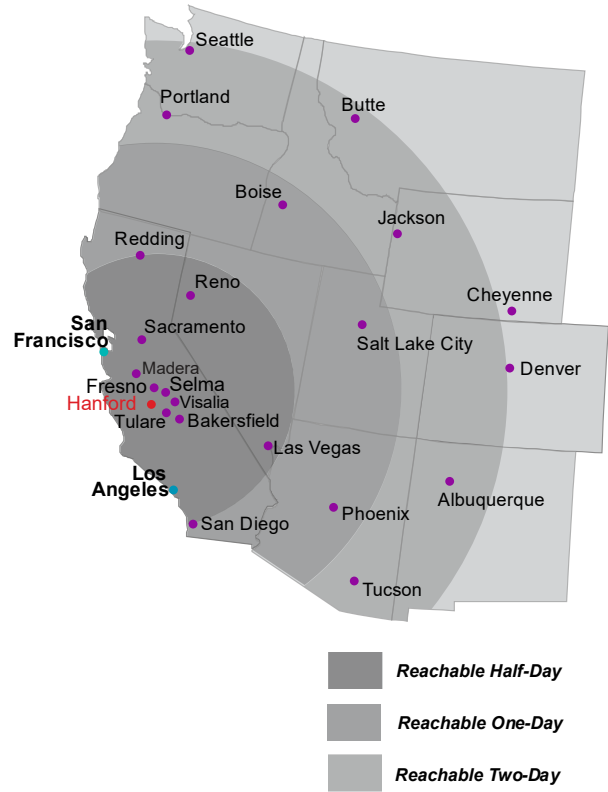 Seattle
Portland
Butte
Boise
Jackson
Redding
Reno
Cheyenne
San
Francisco
Sacramento
Salt Lake City
Denver
Madera
Fresno
Selma
Hanford
Visalia
Tulare
Bakersfield
Las Vegas
Los
Angeles
Albuquerque
Phoenix
San Diego
Tucson
Reachable Half-Day
Reachable One-Day
Reachable Two-Day